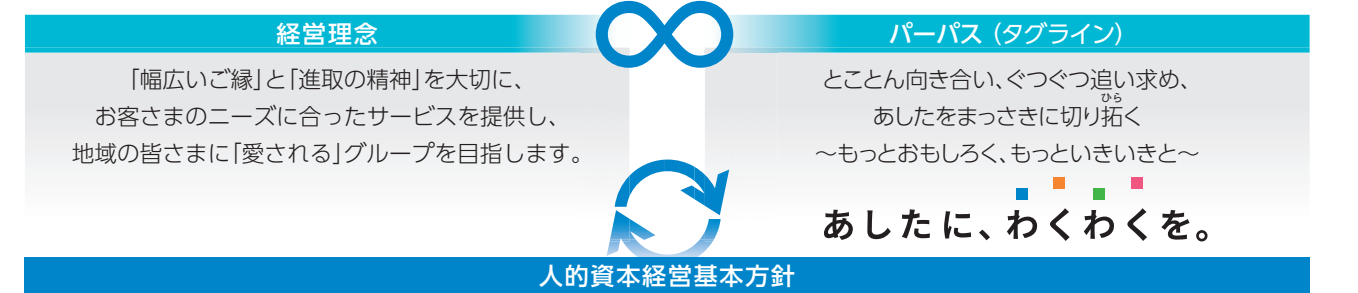 経営理念
「幅広いご縁」と「進取の精神」を大切に、
お客さまのニーズに合ったサービスを提供し、
地域の皆さまに「愛される」グループを目指します。
パーパス（タグライン）
とことん向き合い、ぐつぐつ追い求め、
ひら
あしたをまっさきに切り拓く
～もっとおもしろく、もっといきいきと～
あしたに、わくわくを。
人的資本経営基本方針